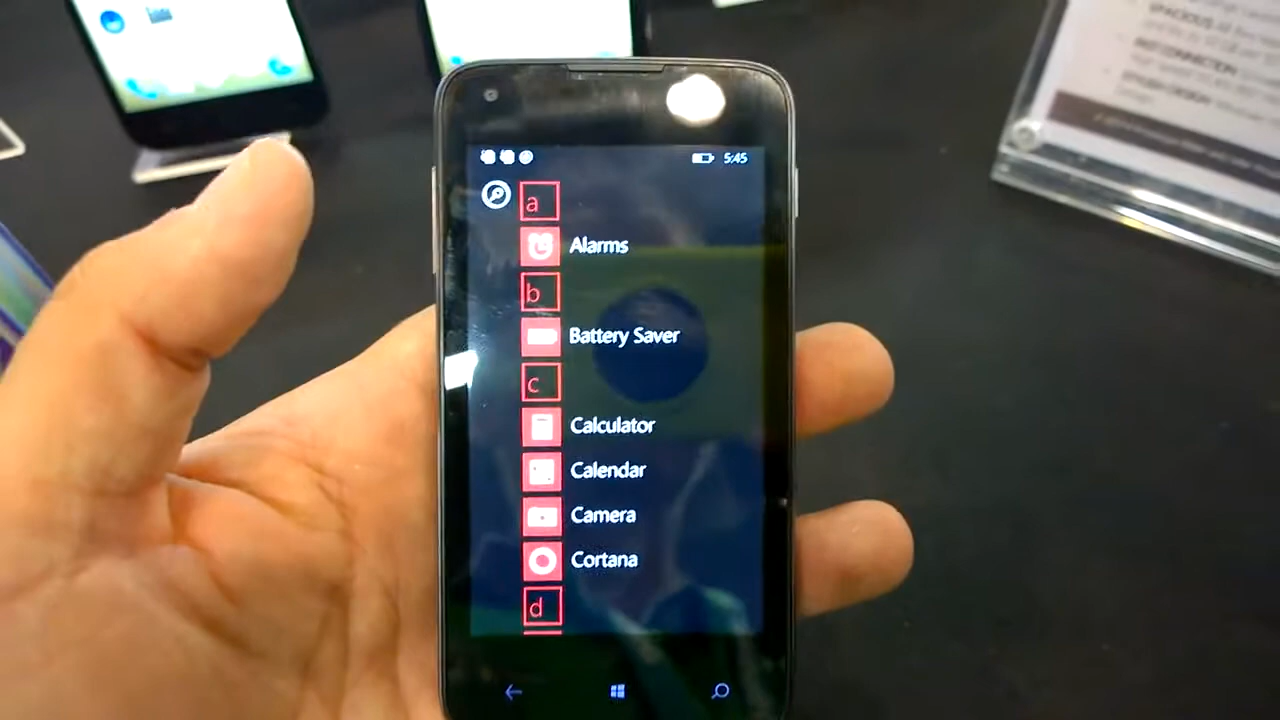 5:45
a
Alarms
b
Battery Saver
c
Calculator
Calendar
Camera
Cortana
d